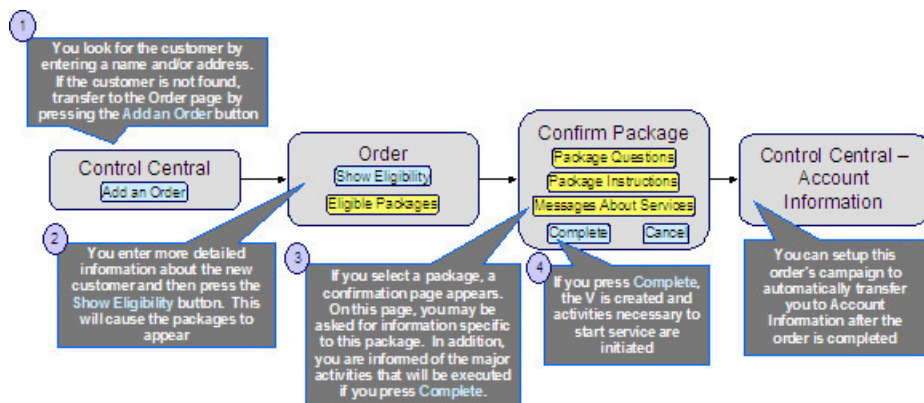 1
You look for the customer by
entering a name and/or address.
If the customer is not found,
transfer to the Order page by
pressing the Add an Order button
Control Central
Add an Order
Order
Show Eligibility
Eligible Packages
Confirm Package
Package Questions
Package Instructions
Messages About Services
Complete
Cancel
Control Central –
Account
Information
2
You enter more detailed
information about the new
customer and then press the
Show Eligibility button. This
will cause the packages to
appear
3
If you select a package, a
confirmation page appears.
On this page, you may be
asked for information specific
to this package. In addition,
you are informed of the major
activities that will be executed
if you press Complete.
4
If you press Complete,
the V is created and
activities necessary to
start service are
initiated
You can setup this
order's campaign to
automatically transfer
you to Account
Information after the
order is completed